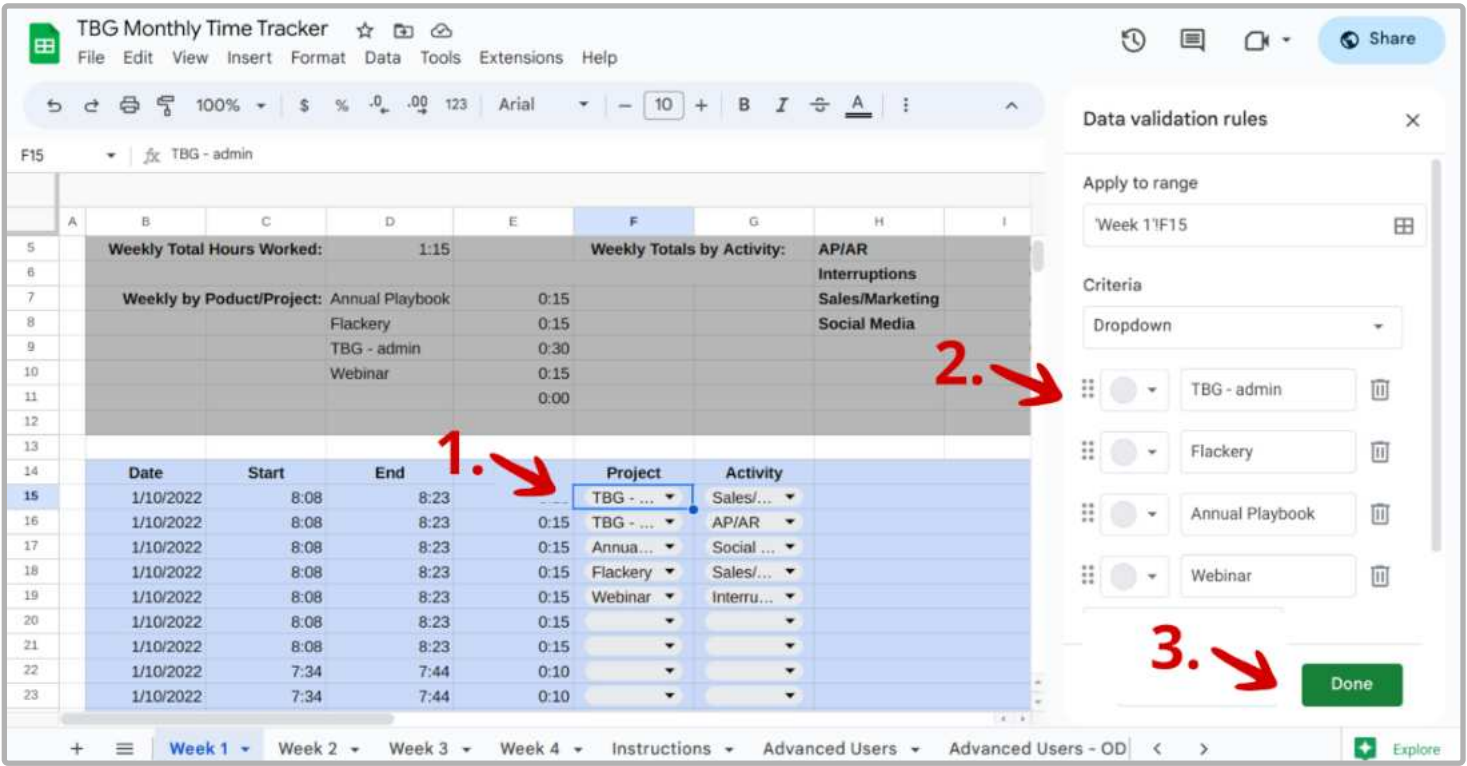 TBG Monthly Time Tracker
File Edit View Insert Format Data Tools Extensions Help
Share
100% $ % .0 .00 123 Arial 10 B I A
F15 fx TBG - admin
A B C D E F G H I
5 Weekly Total Hours Worked: 1:15 Weekly Totals by Activity: AP/AR
6 Interruptions
7 Weekly by Poduct/Project: Annual Playbook 0:15 Sales/Marketing
8 Flackery 0:15 Social Media
9 TBG - admin 0:30
10 Webinar 0:15
11 0:00
12
13
14 Date Start End Project Activity
15 1/10/2022 8:08 8:23 TBG - ... Sales/...
16 1/10/2022 8:08 8:23 0:15 TBG - ... AP/AR
17 1/10/2022 8:08 8:23 0:15 Annua... Social ...
18 1/10/2022 8:08 8:23 0:15 Flackery Sales/...
19 1/10/2022 8:08 8:23 0:15 Webinar Interru...
20 1/10/2022 8:08 8:23 0:15
21 1/10/2022 8:08 8:23 0:15
22 1/10/2022 7:34 7:44 0:10
23 1/10/2022 7:34 7:44 0:10
1.
2.
3.
Data validation rules
Apply to range
'Week 1'!F15
Criteria
Dropdown
TBG - admin
Flackery
Annual Playbook
Webinar
Done
+ Week 1 Week 2 Week 3 Week 4 Instructions Advanced Users Advanced Users - OD
Explore